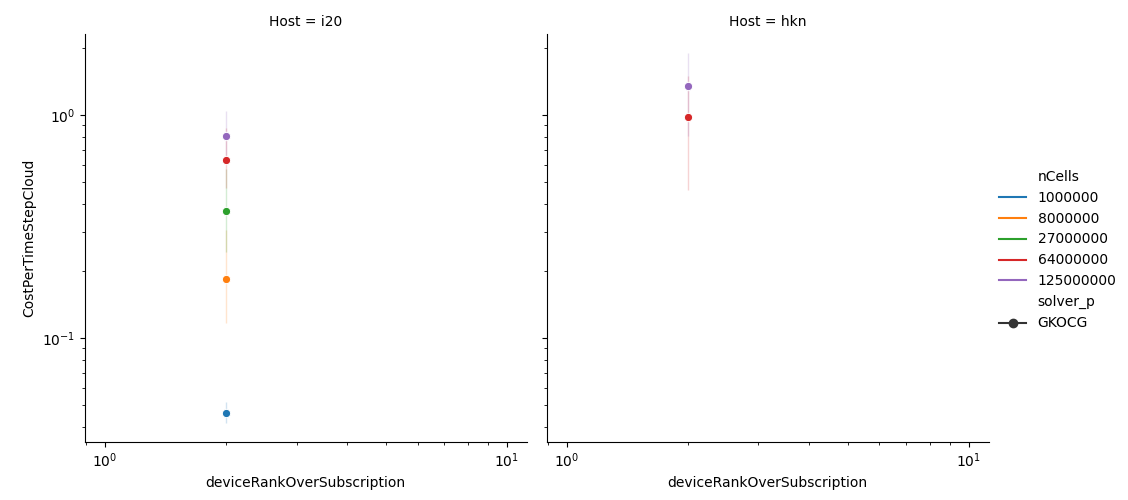 Host = i20
Host = hkn
CostPerTimeStepCloud
10^0
10^-1
10^0
10^1
10^0
10^1
deviceRankOverSubscription
deviceRankOverSubscription
nCells
1000000
8000000
27000000
64000000
125000000
solver_p
GKOCG